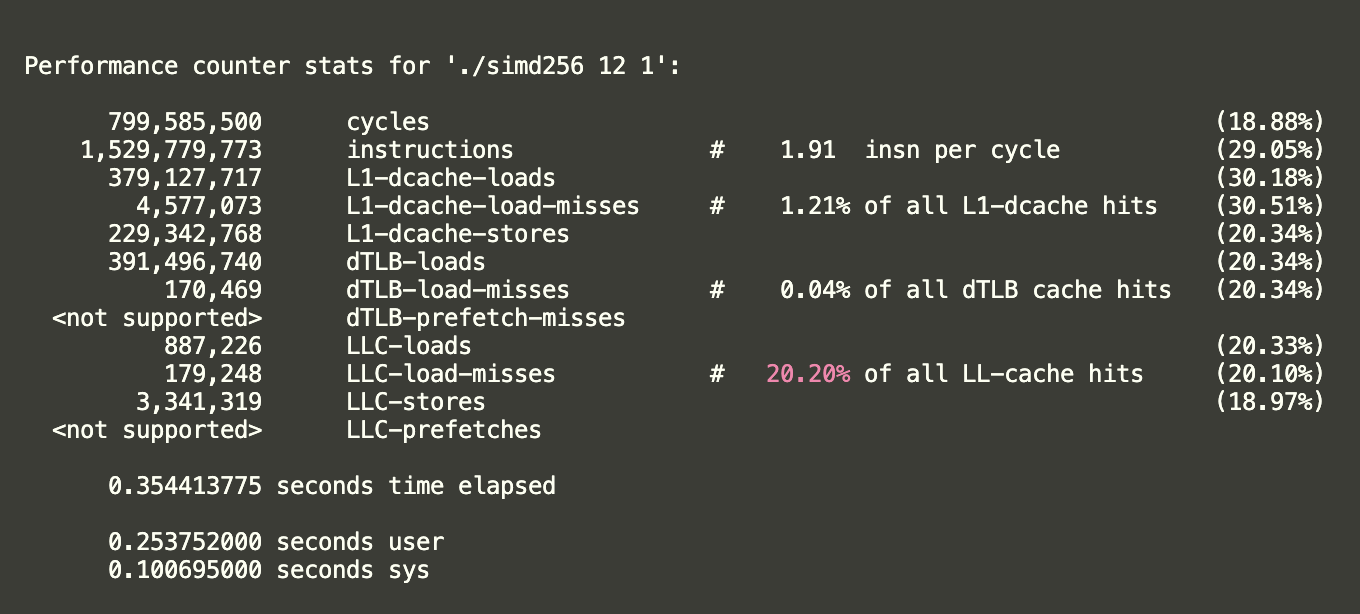 Performance counter stats for './simd256 12 1':
799,585,500 cycles (18.88%)
1,529,779,773 instructions # 1.91 insn per cycle (29.05%)
379,127,717 L1-dcache-loads (30.18%)
4,577,073 L1-dcache-load-misses # 1.21% of all L1-dcache hits (30.51%)
229,342,768 L1-dcache-stores (20.34%)
391,496,740 dTLB-loads (20.34%)
170,469 dTLB-load-misses # 0.04% of all dTLB cache hits (20.34%)
<not supported> dTLB-prefetch-misses
887,226 LLC-loads (20.33%)
179,248 LLC-load-misses # 20.20% of all LL-cache hits (20.10%)
3,341,319 LLC-stores (18.97%)
<not supported> LLC-prefetches
0.354413775 seconds time elapsed
0.253752000 seconds user
0.100695000 seconds sys